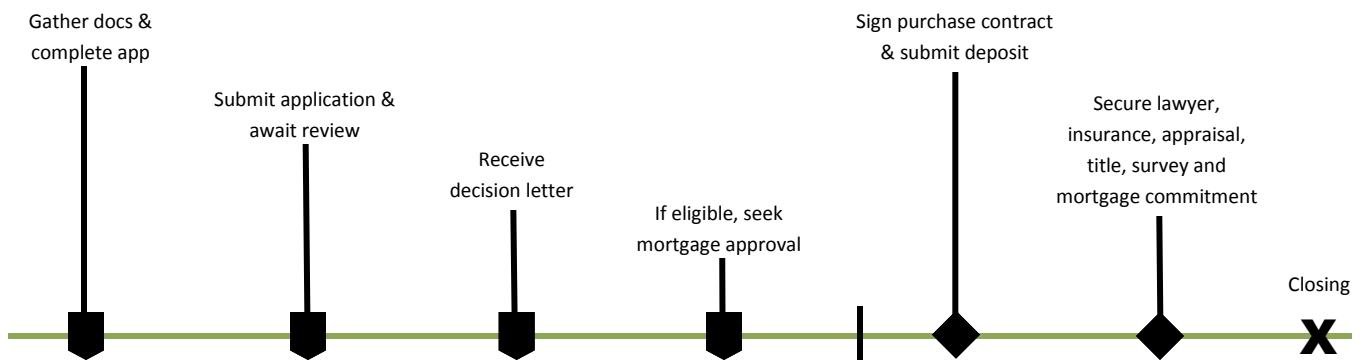 Gather docs &
complete app
Submit application &
await review
Receive
decision letter
If eligible, seek
mortgage approval
Sign purchase contract
& submit deposit
Secure lawyer,
insurance, appraisal,
title, survey and
mortgage commitment
Closing
X